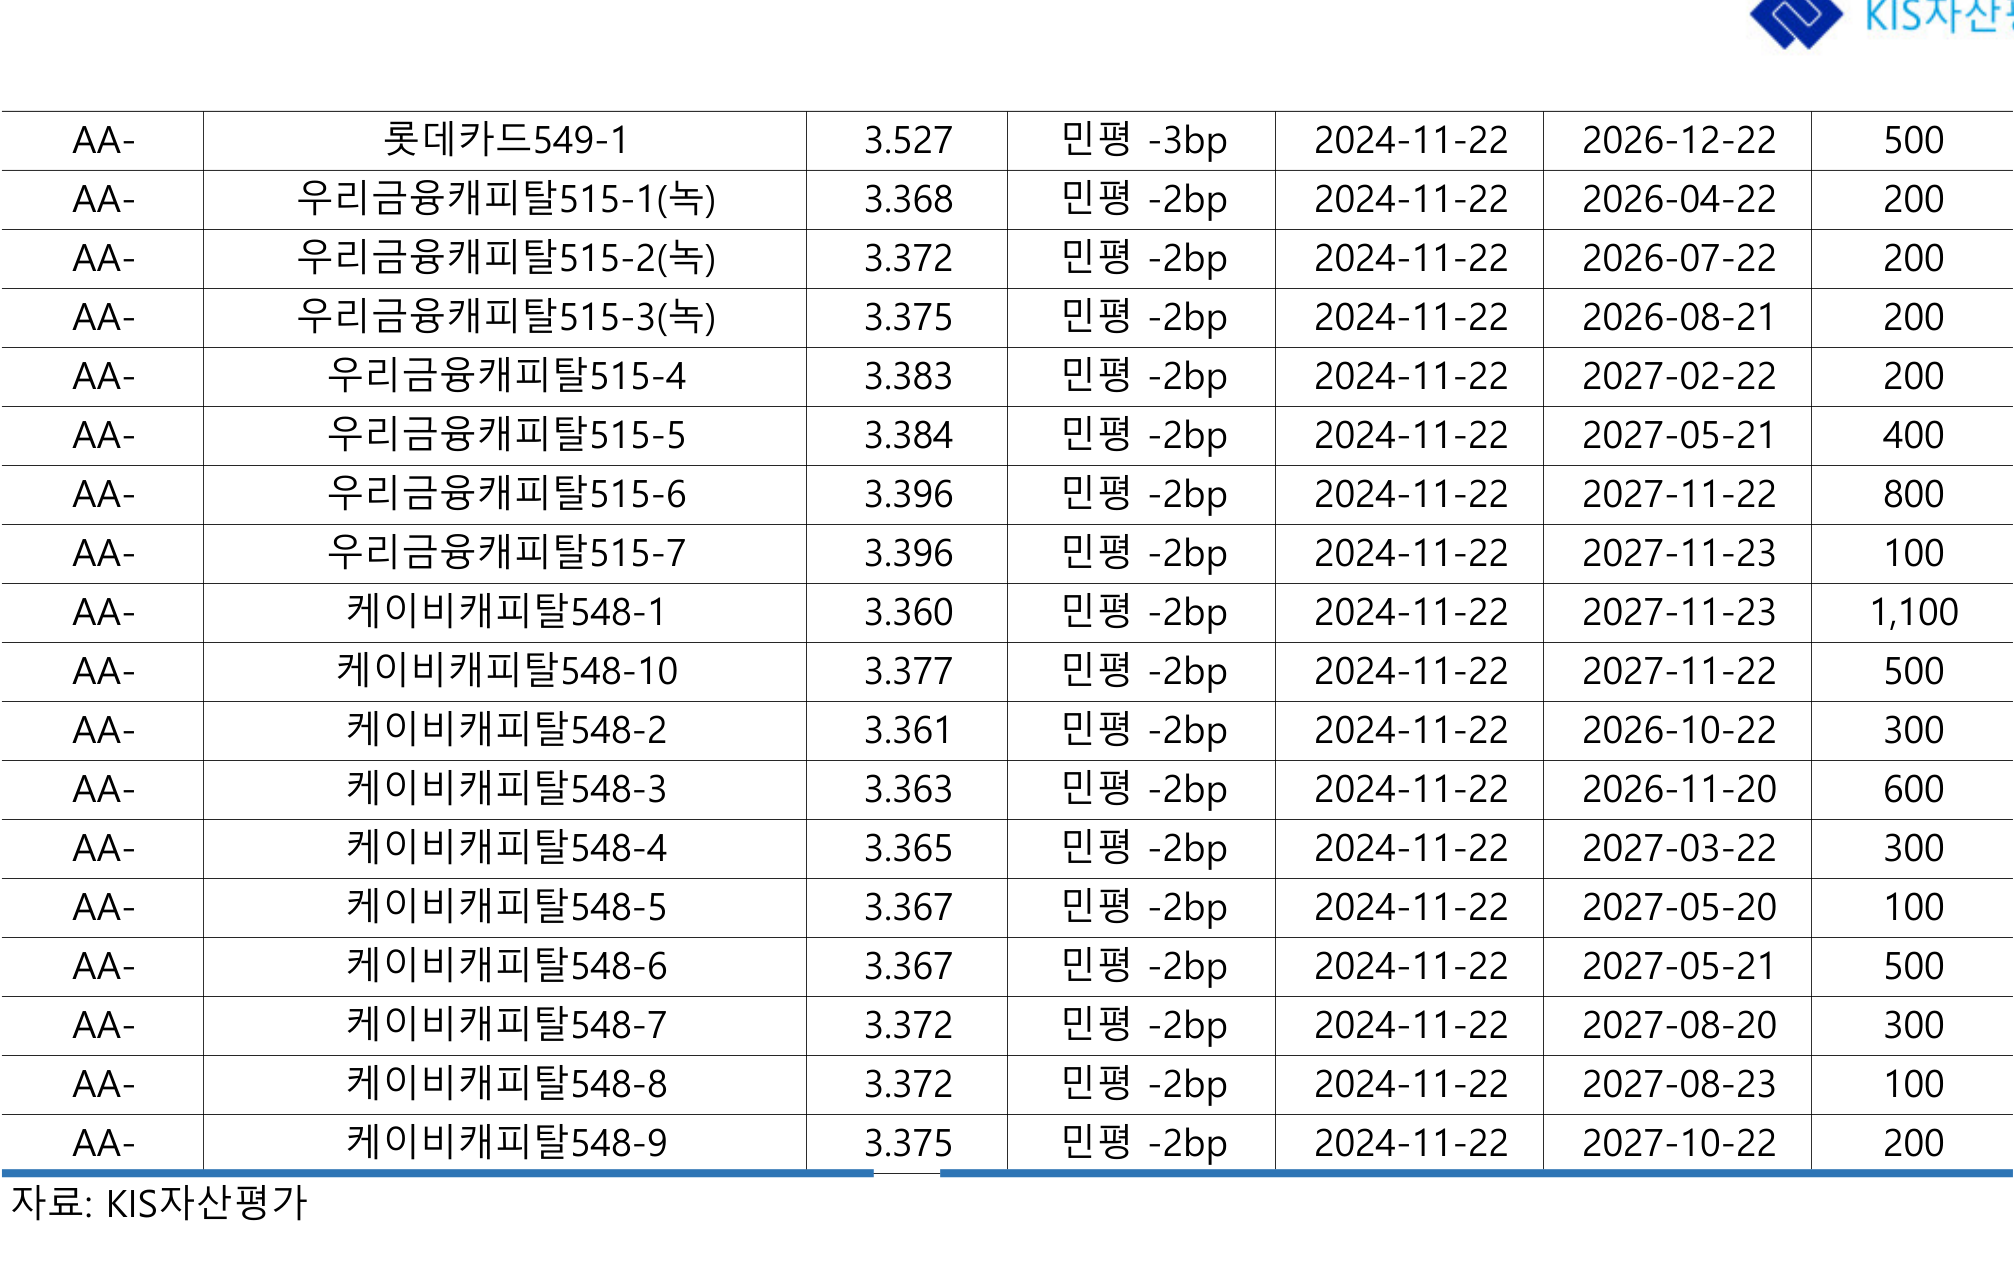 KIS자산
AA- 롯데카드549-1 3.527 민평 -3bp 2024-11-22 2026-12-22 500
AA- 우리금융캐피탈515-1(녹) 3.368 민평 -2bp 2024-11-22 2026-04-22 200
AA- 우리금융캐피탈515-2(녹) 3.372 민평 -2bp 2024-11-22 2026-07-22 200
AA- 우리금융캐피탈515-3(녹) 3.375 민평 -2bp 2024-11-22 2026-08-21 200
AA- 우리금융캐피탈515-4 3.383 민평 -2bp 2024-11-22 2027-02-22 200
AA- 우리금융캐피탈515-5 3.384 민평 -2bp 2024-11-22 2027-05-21 400
AA- 우리금융캐피탈515-6 3.396 민평 -2bp 2024-11-22 2027-11-22 800
AA- 우리금융캐피탈515-7 3.396 민평 -2bp 2024-11-22 2027-11-23 100
AA- 케이비캐피탈548-1 3.360 민평 -2bp 2024-11-22 2027-11-23 1,100
AA- 케이비캐피탈548-10 3.377 민평 -2bp 2024-11-22 2027-11-22 500
AA- 케이비캐피탈548-2 3.361 민평 -2bp 2024-11-22 2026-10-22 300
AA- 케이비캐피탈548-3 3.363 민평 -2bp 2024-11-22 2026-11-20 600
AA- 케이비캐피탈548-4 3.365 민평 -2bp 2024-11-22 2027-03-22 300
AA- 케이비캐피탈548-5 3.367 민평 -2bp 2024-11-22 2027-05-20 100
AA- 케이비캐피탈548-6 3.367 민평 -2bp 2024-11-22 2027-05-21 500
AA- 케이비캐피탈548-7 3.372 민평 -2bp 2024-11-22 2027-08-20 300
AA- 케이비캐피탈548-8 3.372 민평 -2bp 2024-11-22 2027-08-23 100
AA- 케이비캐피탈548-9 3.375 민평 -2bp 2024-11-22 2027-10-22 200
자료: KIS자산평가